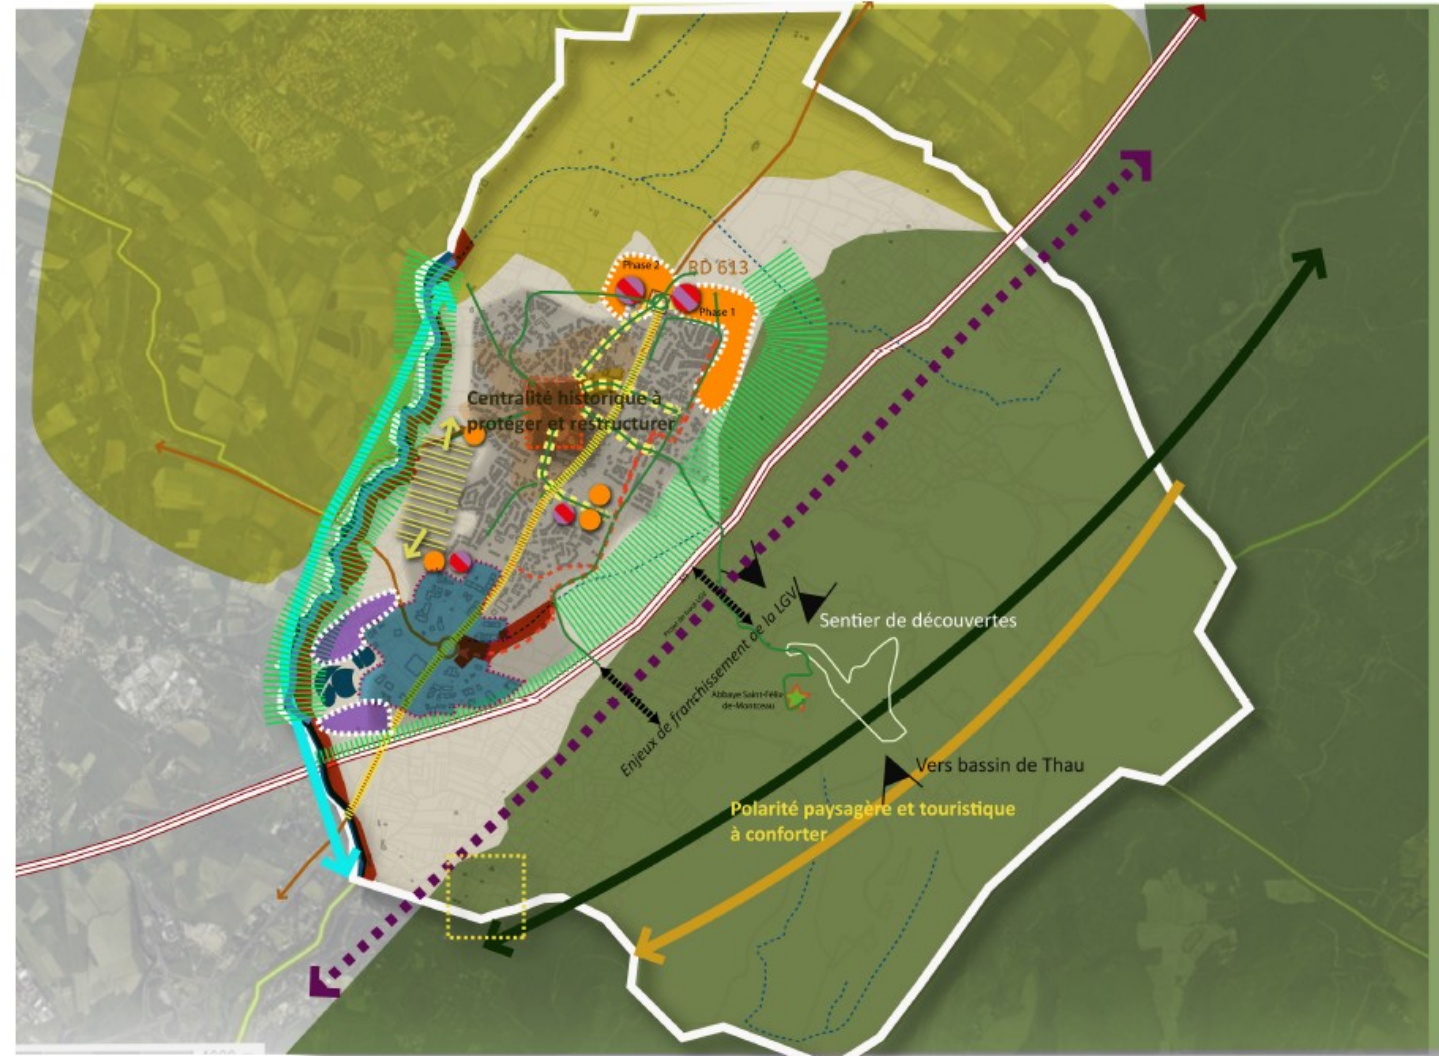 Phase 2
RD 613
Phase 1
Centralité historique à
protéger et restructurer
Enjeux de franchissement de la LGV
Sentier de découvertes
Abbaye Saint-Félix-
de-Montceau
Vers bassin de Thau
Polarité paysagère et touristique
à conforter